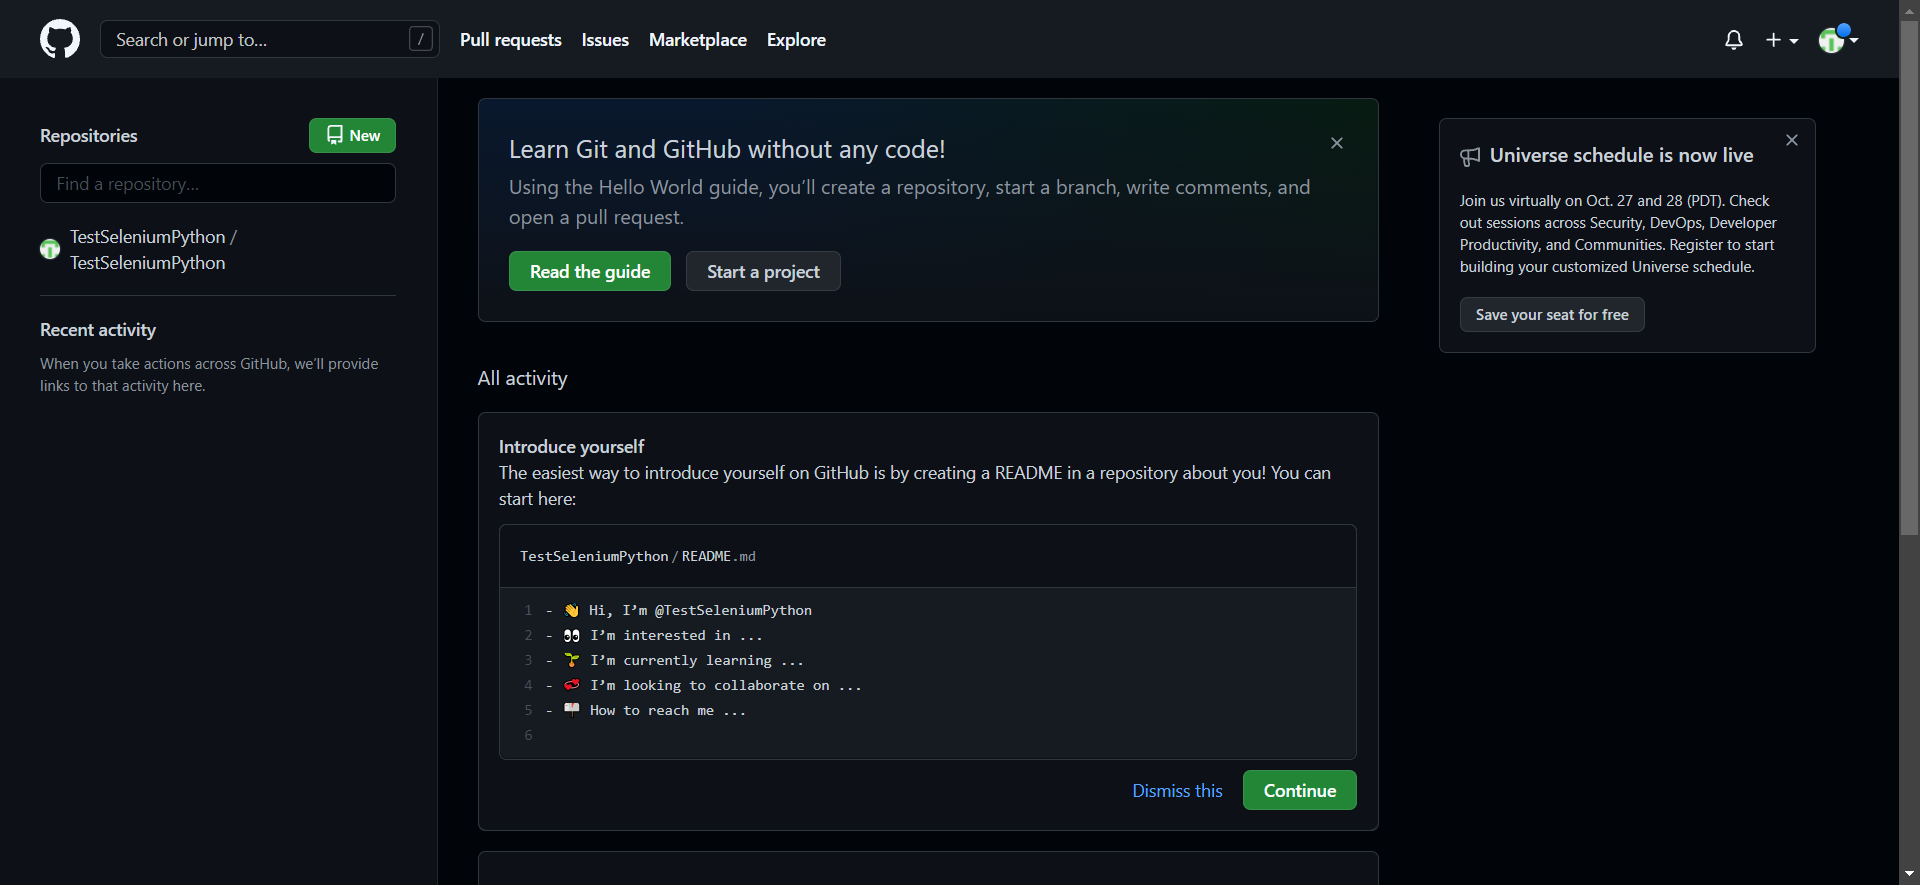 Search or jump to...
/
Pull requests
Issues
Marketplace
Explore
Repositories
New
Find a repository...
TestSeleniumPython /
TestSeleniumPython
Recent activity
When you take actions across GitHub, we’ll provide
links to that activity here.
Learn Git and GitHub without any code!
Using the Hello World guide, you’ll create a repository, start a branch, write comments, and
open a pull request.
Read the guide
Start a project
All activity
Introduce yourself
The easiest way to introduce yourself on GitHub is by creating a README in a repository about you! You can
start here:
TestSeleniumPython/README.md
1 - 👋 Hi, I’m @TestSeleniumPython
2 - 👀 I’m interested in ...
3 - 🌱 I’m currently learning ...
4 - 💞️ I’m looking to collaborate on ...
5 - 📫 How to reach me ...
6
Dismiss this
Continue
Universe schedule is now live
Join us virtually on Oct. 27 and 28 (PDT). Check
out sessions across Security, DevOps, Developer
Productivity, and Communities. Register to start
building your customized Universe schedule.
Save your seat for free